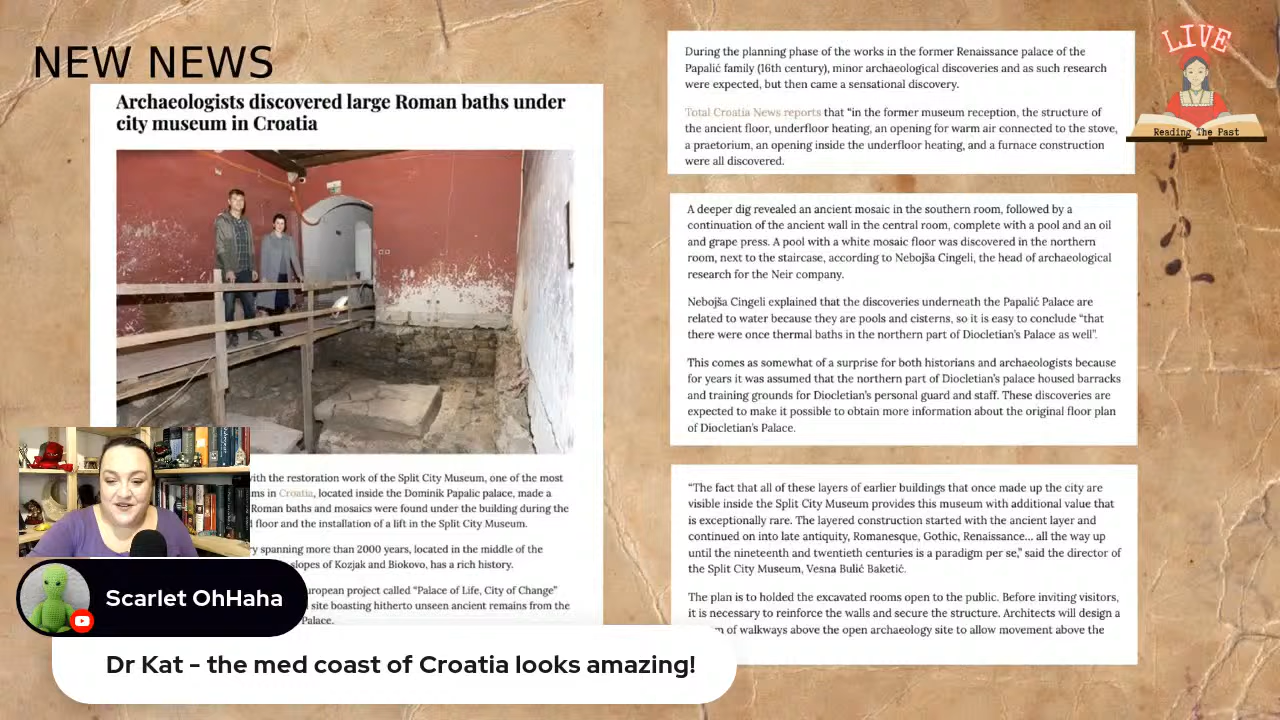 NEW NEWS
Archaeologists discovered large Roman baths under
city museum in Croatia
with the restoration work of the Split City Museum, one of the most
ms in Croatia, located inside the Dominik Papalic palace, made a
Roman baths and mosaics were found under the building during the
floor and the installation of a lift in the Split City Museum.
ry spanning more than 2000 years, located in the middle of the
slopes of Kozjak and Biokovo, has a rich history.
uropean project called “Palace of Life, City of Change”
site boasting hitherto unseen ancient remains from the
Palace.
During the planning phase of the works in the former Renaissance palace of the
Papalić family (16th century), minor archaeological discoveries and as such research
were expected, but then came a sensational discovery.
Total Croatia News reports that “in the former museum reception, the structure of
the ancient floor, underfloor heating, an opening for warm air connected to the stove,
a praetorium, an opening inside the underfloor heating, and a furnace construction
were all discovered.
A deeper dig revealed an ancient mosaic in the southern room, followed by a
continuation of the ancient wall in the central room, complete with a pool and an oil
and grape press. A pool with a white mosaic floor was discovered in the northern
room, next to the staircase, according to Nebojša Cingeli, the head of archaeological
research for the Neir company.
Nebojša Cingeli explained that the discoveries underneath the Papalić Palace are
related to water because they are pools and cisterns, so it is easy to conclude “that
there were once thermal baths in the northern part of Diocletian’s Palace as well”.
This comes as somewhat of a surprise for both historians and archaeologists because
for years it was assumed that the northern part of Diocletian’s palace housed barracks
and training grounds for Diocletian’s personal guard and staff. These discoveries are
expected to make it possible to obtain more information about the original floor plan
of Diocletian’s Palace.
“The fact that all of these layers of earlier buildings that once made up the city are
visible inside the Split City Museum provides this museum with additional value that
is exceptionally rare. The layered construction started with the ancient layer and
continued on into late antiquity, Romanesque, Gothic, Renaissance… all the way up
until the nineteenth and twentieth centuries is a paradigm per se,” said the director of
the Split City Museum, Vesna Bulić Baketić.
The plan is to holded the excavated rooms open to the public. Before inviting visitors,
it is necessary to reinforce the walls and secure the structure. Architects will design a
m of walkways above the open archaeology site to allow movement above the
LIVE
Reading The Past
Scarlet OhHaha
Dr Kat - the med coast of Croatia looks amazing!